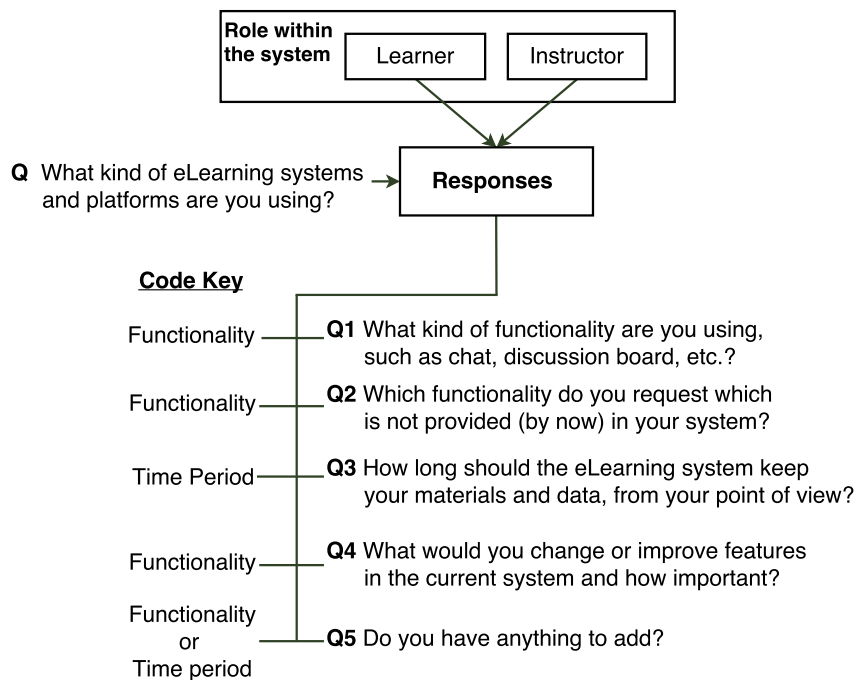 Role within
the system
Learner
Instructor
Q What kind of eLearning systems
and platforms are you using?
Responses
Code Key
Functionality
Q1 What kind of functionality are you using,
such as chat, discussion board, etc.?
Functionality
Q2 Which functionality do you request which
is not provided (by now) in your system?
Time Period
Q3 How long should the eLearning system keep
your materials and data, from your point of view?
Functionality
Q4 What would you change or improve features
in the current system and how important?
Functionality
or
Time period
Q5 Do you have anything to add?